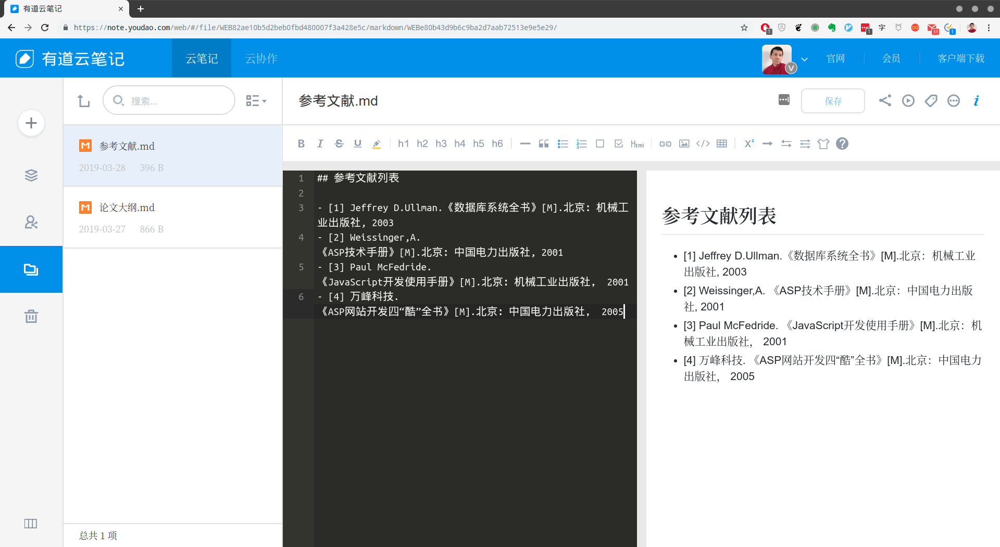 有道云笔记
https://note.youdao.com/web/#/file/WEB82ae10b5d2beb0fbd480007f3a428e5c/markdown/WEBe80b43d9b6c9ba2d7aab72513e9e5e29/
1 1 字 33 1
有道云笔记 云笔记 云协作 V 官网 会员 客户端下载
搜索...
参考文献.md
保存
参考文献.md
2019-03-28 396 B
论文大纲.md
2019-03-27 866 B
总共 1 项
B I S U h1 h2 h3 h4 h5 h6 Html X²
1 ## 参考文献列表
2
3 - [1] Jeffrey D.Ullman.《数据库系统全书》[M].北京: 机械工
业出版社, 2003
4 - [2] Weissinger,A.
《ASP技术手册》[M].北京: 中国电力出版社, 2001
5 - [3] Paul McFedride.
《JavaScript开发使用手册》[M].北京: 机械工业出版社， 2001
6 - [4] 万峰科技.
《ASP网站开发四“酷”全书》[M].北京: 中国电力出版社， 2005
参考文献列表
• [1] Jeffrey D.Ullman.《数据库系统全书》[M].北京：机械工业
出版社, 2003
• [2] Weissinger,A. 《ASP技术手册》[M].北京：中国电力出版
社, 2001
• [3] Paul McFedride. 《JavaScript开发使用手册》[M].北京：机
械工业出版社， 2001
• [4] 万峰科技. 《ASP网站开发四“酷”全书》[M].北京：中国电力
出版社， 2005